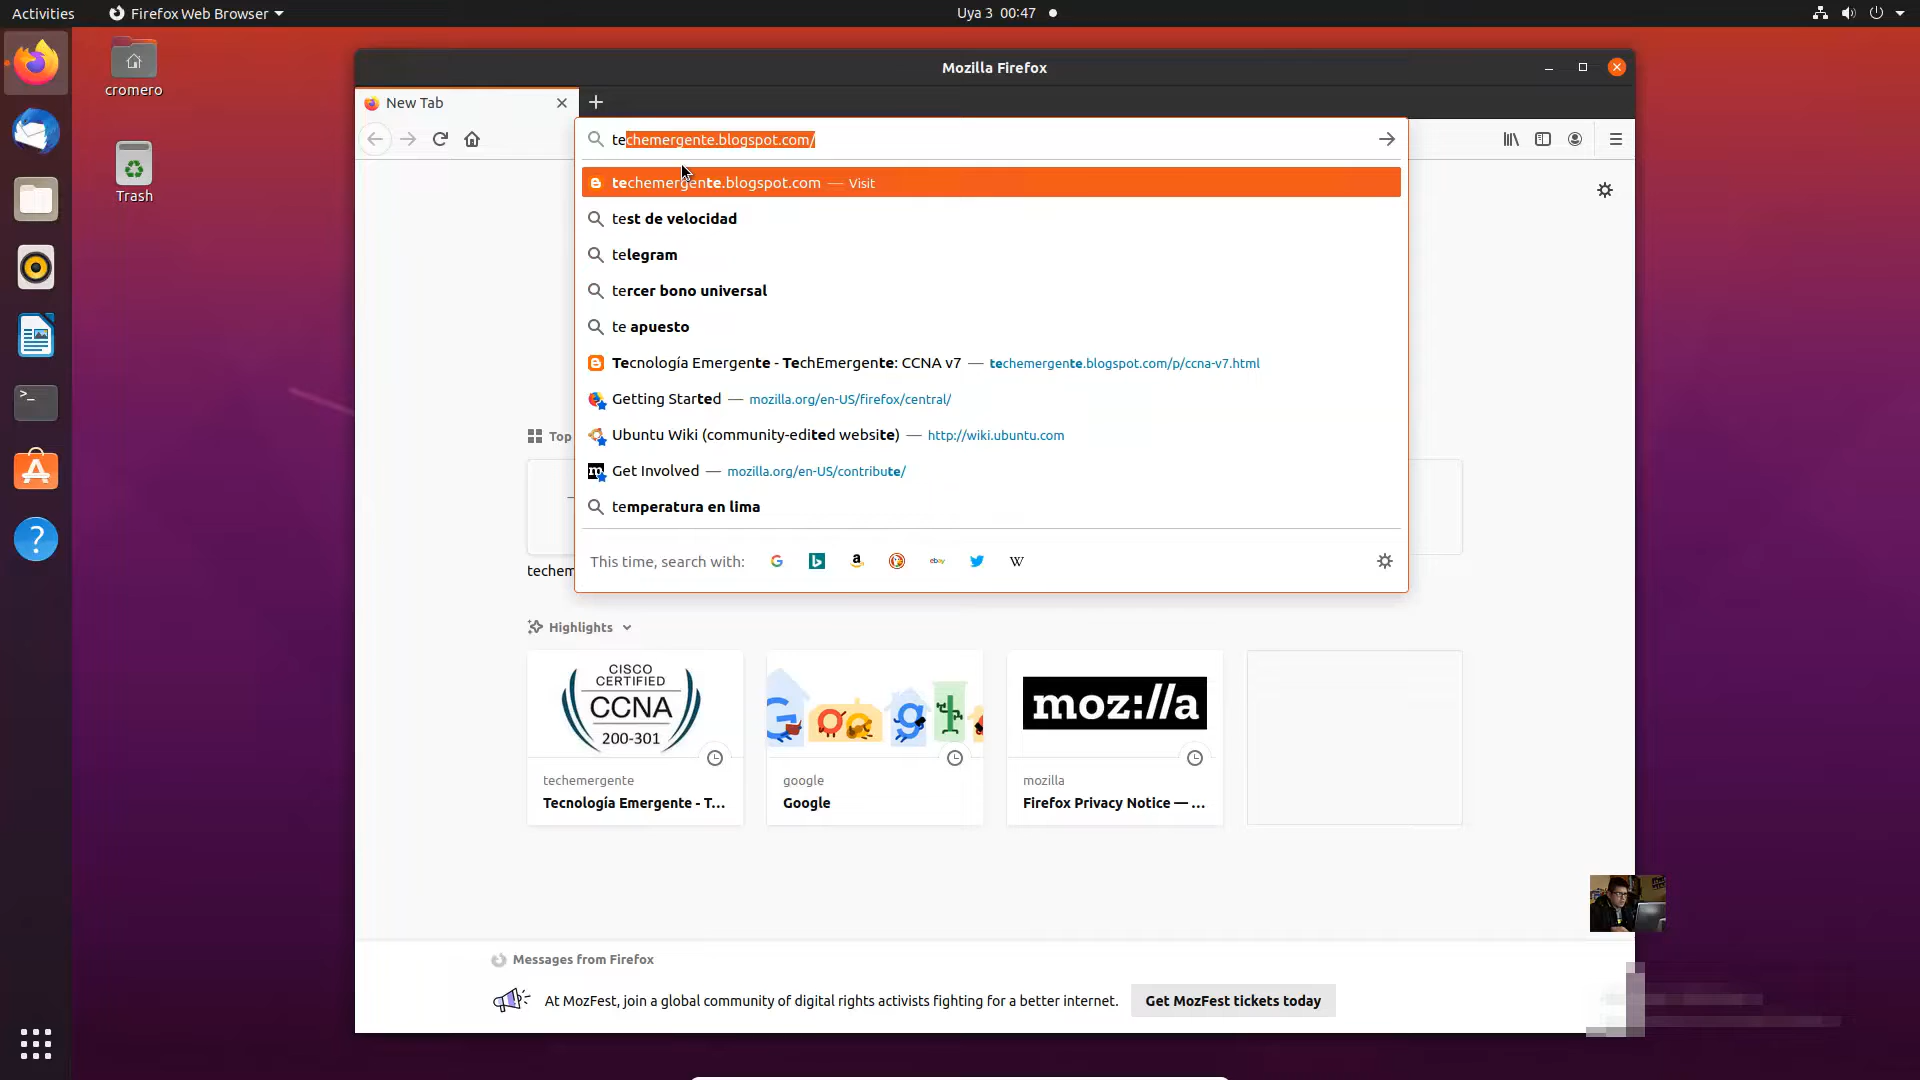 Activities
Firefox Web Browser
Uya 3 00:47
cromero
Trash
Mozilla Firefox
New Tab
techemergente.blogspot.com/
techemergente.blogspot.com — Visit
test de velocidad
telegram
tercer bono universal
te apuesto
Tecnología Emergente - TechEmergente: CCNA v7 — techemergente.blogspot.com/p/ccna-v7.html
Getting Started — mozilla.org/en-US/firefox/central/
Ubuntu Wiki (community-edited website) — http://wiki.ubuntu.com
Get Involved — mozilla.org/en-US/contribute/
temperatura en lima
This time, search with:
ebay
W
Top
techem
Highlights
CISCO
CERTIFIED
CCNA
200-301
techemergente
Tecnología Emergente - T...
Google
google
Google
moz://a
mozilla
Firefox Privacy Notice — ...
Messages from Firefox
At MozFest, join a global community of digital rights activists fighting for a better internet.
Get MozFest tickets today